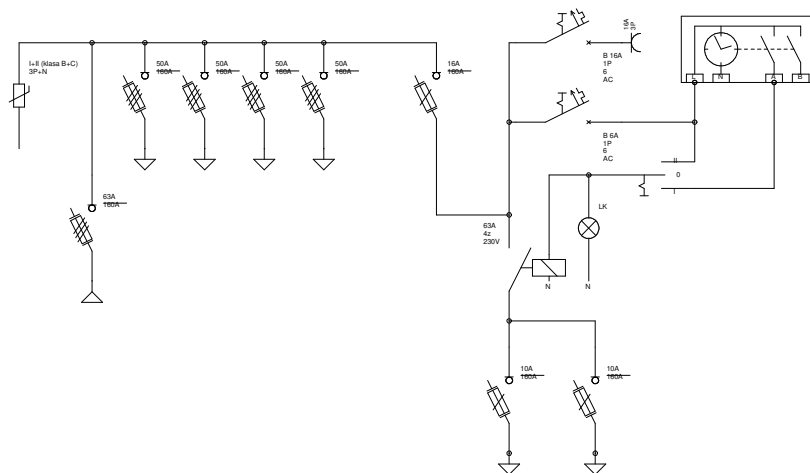 I+II (klasa B+C)
3P+N
50A
160A
50A
160A
50A
160A
50A
160A
16A
160A
63A
160A
16A
3P
B 16A
1P
6
AC
B 6A
1P
6
AC
L
N
A
B
II
0
I
63A
4z
230V
LK
N
N
10A
160A
10A
160A